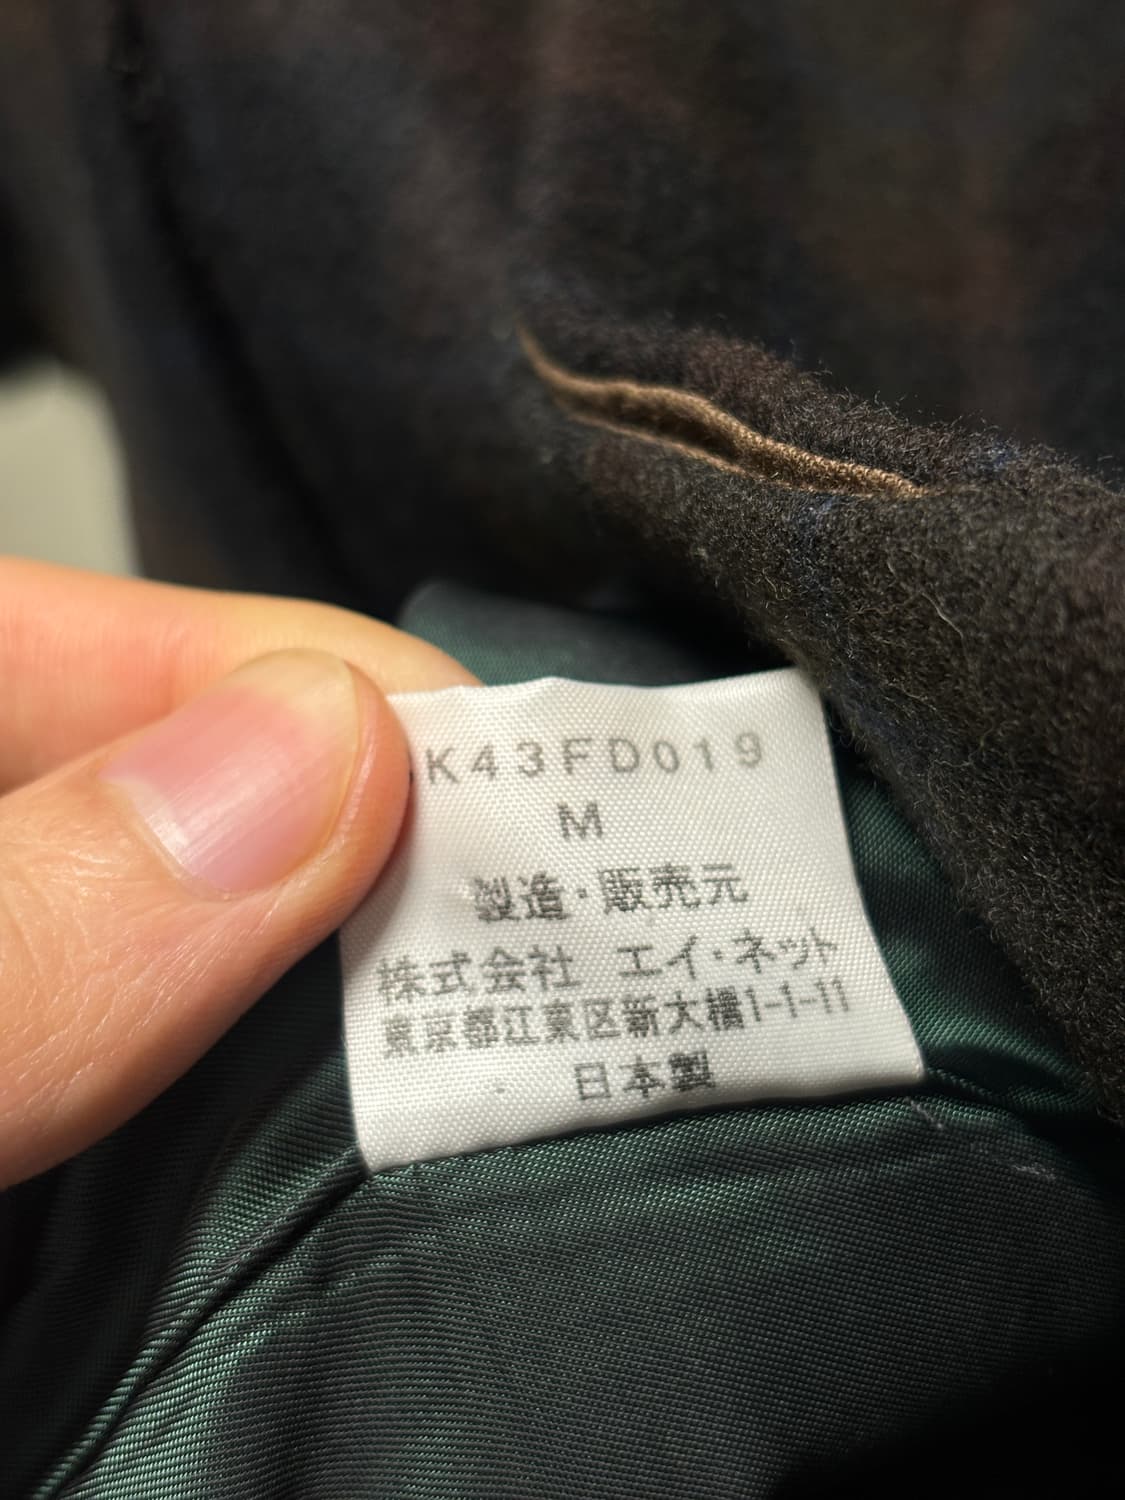 K43FD019
M
製造・販売元
株式会社 エイ・ネット
東京都江東区新大橋1-1-11
日本製